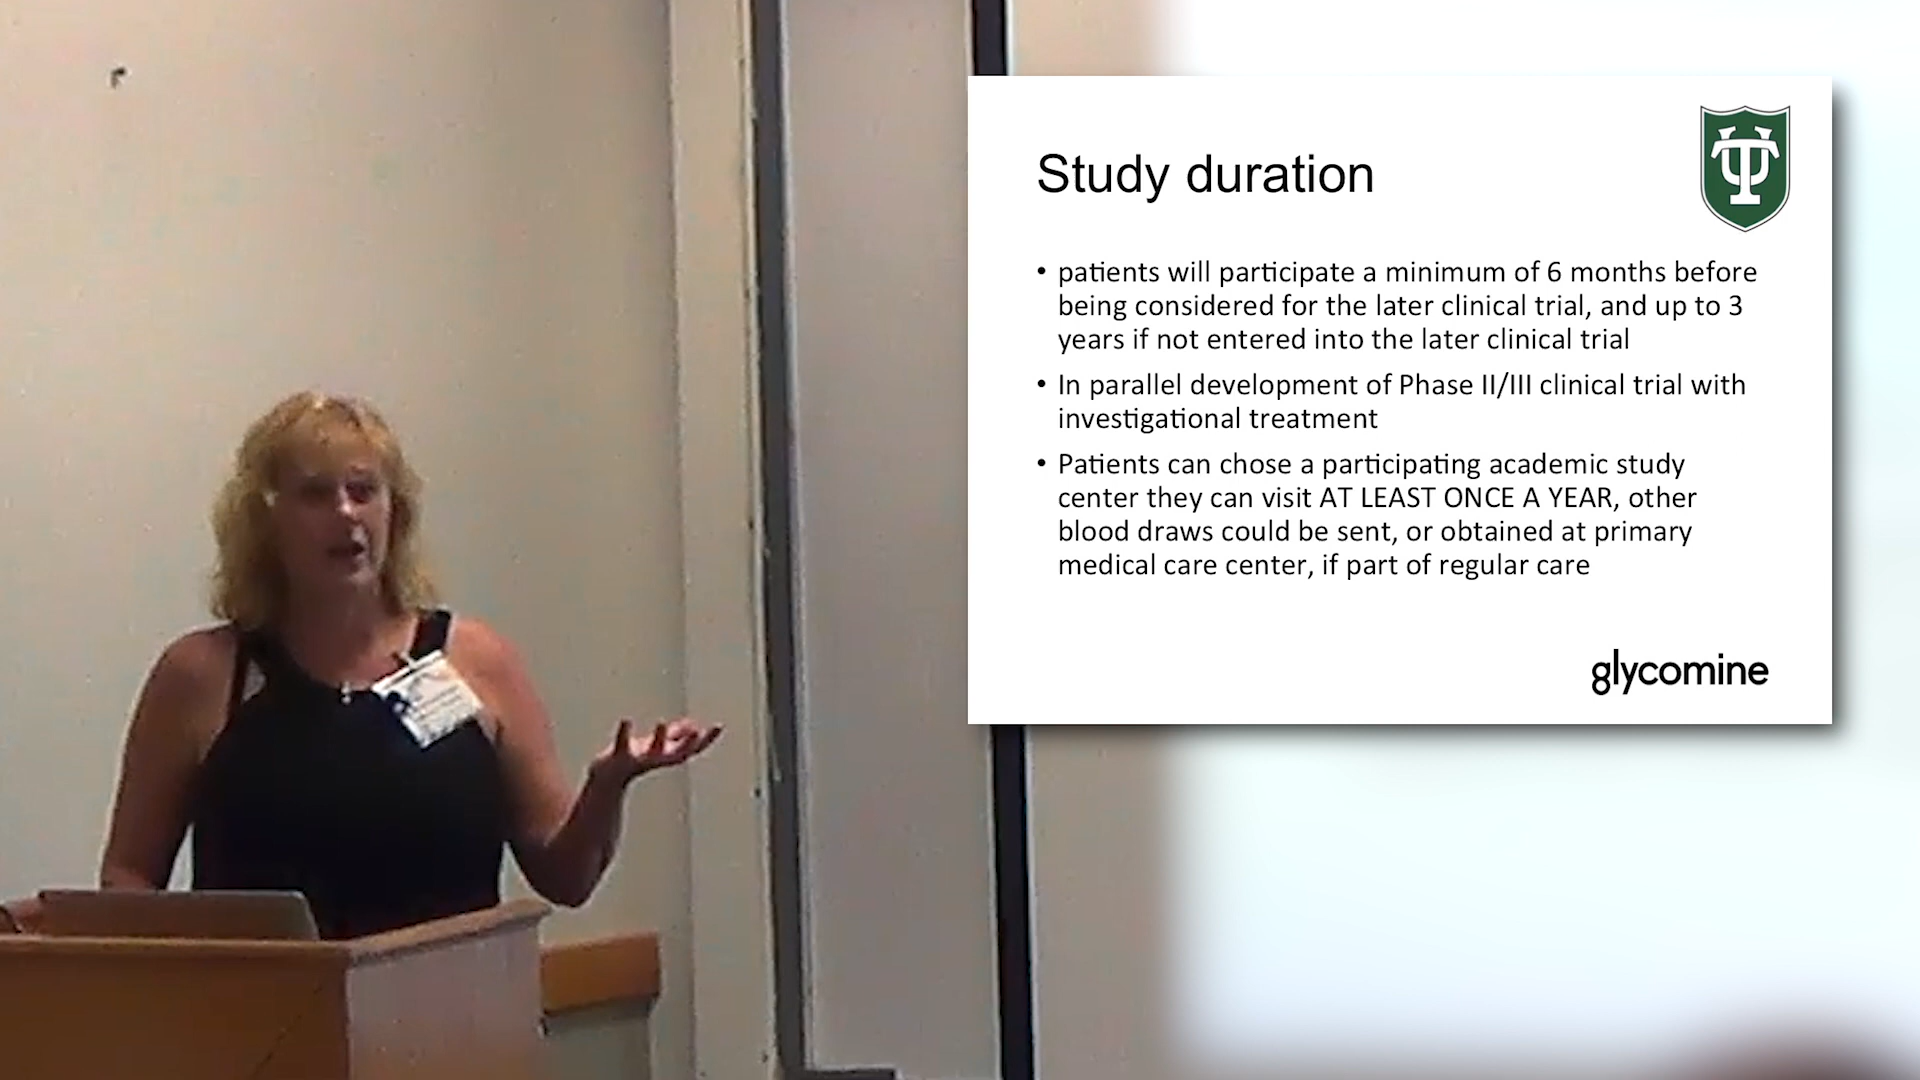 Study duration
• patients will participate a minimum of 6 months before
being considered for the later clinical trial, and up to 3
years if not entered into the later clinical trial
• In parallel development of Phase II/III clinical trial with
investigational treatment
• Patients can chose a participating academic study
center they can visit AT LEAST ONCE A YEAR, other
blood draws could be sent, or obtained at primary
medical care center, if part of regular care
glycomine